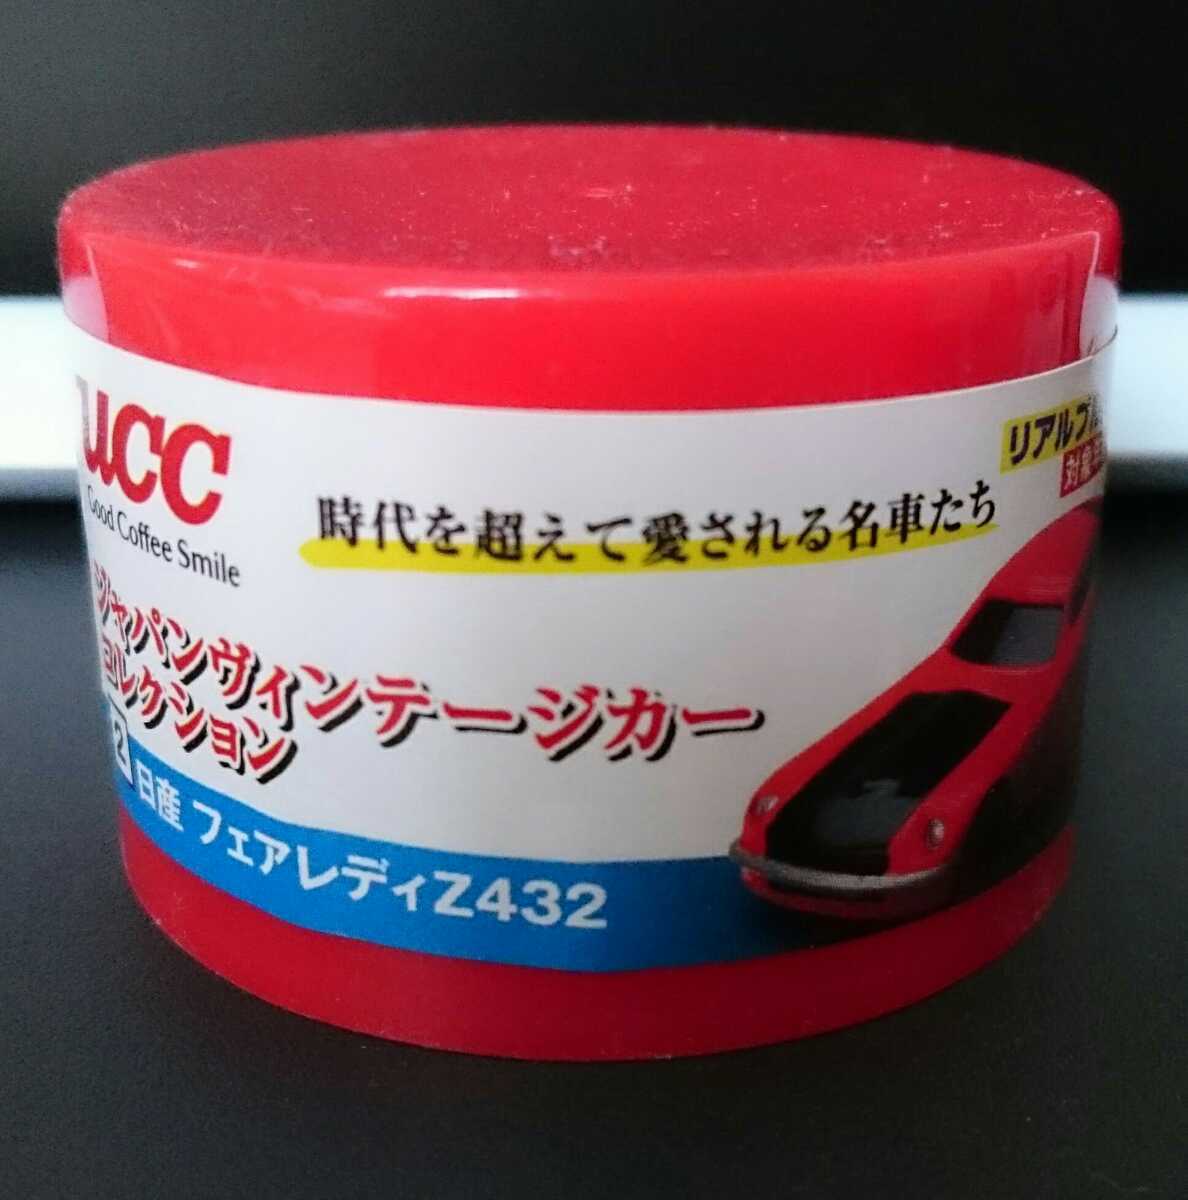 UCC
Good Coffee Smile
時代を超えて愛される名車たち
リアルプル
対象
ジャパンヴィンテージカー
コレクション
2 日産 フェアレディZ432